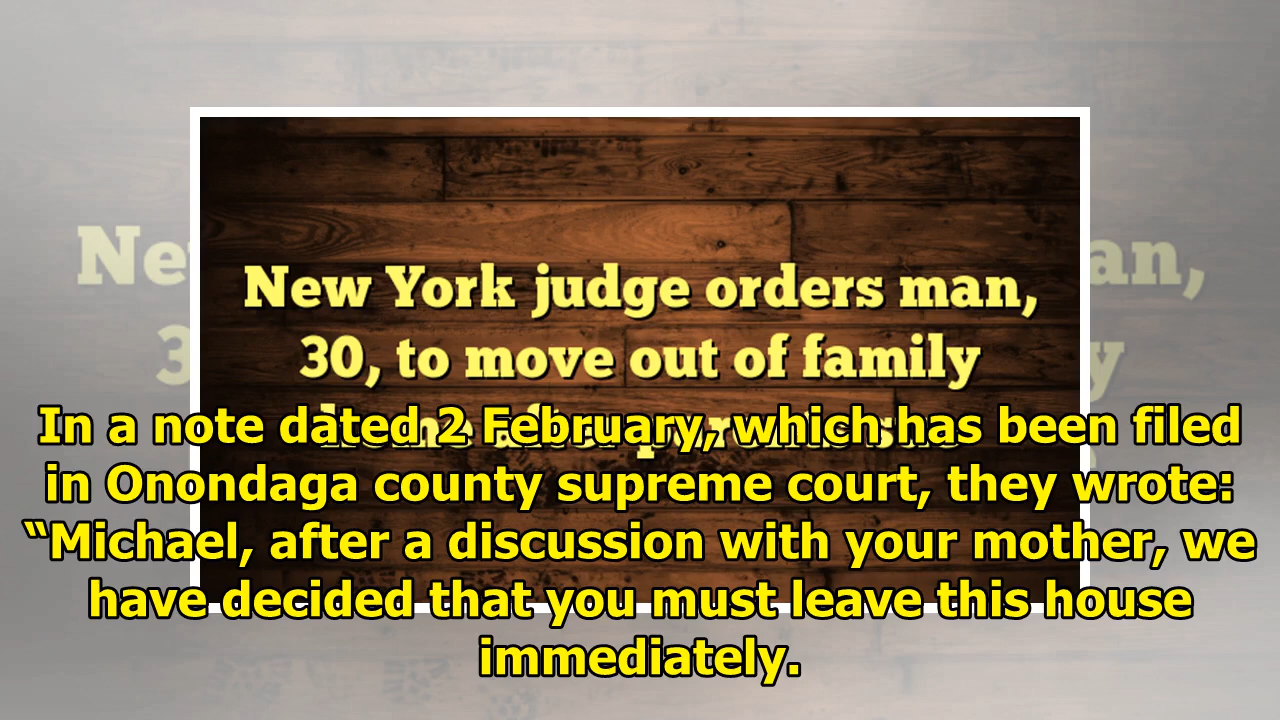 New York judge orders man,
30, to move out of family
In a note dated 2 February, which has been filed
in Onondaga county supreme court, they wrote:
“Michael, after a discussion with your mother, we
have decided that you must leave this house
immediately.